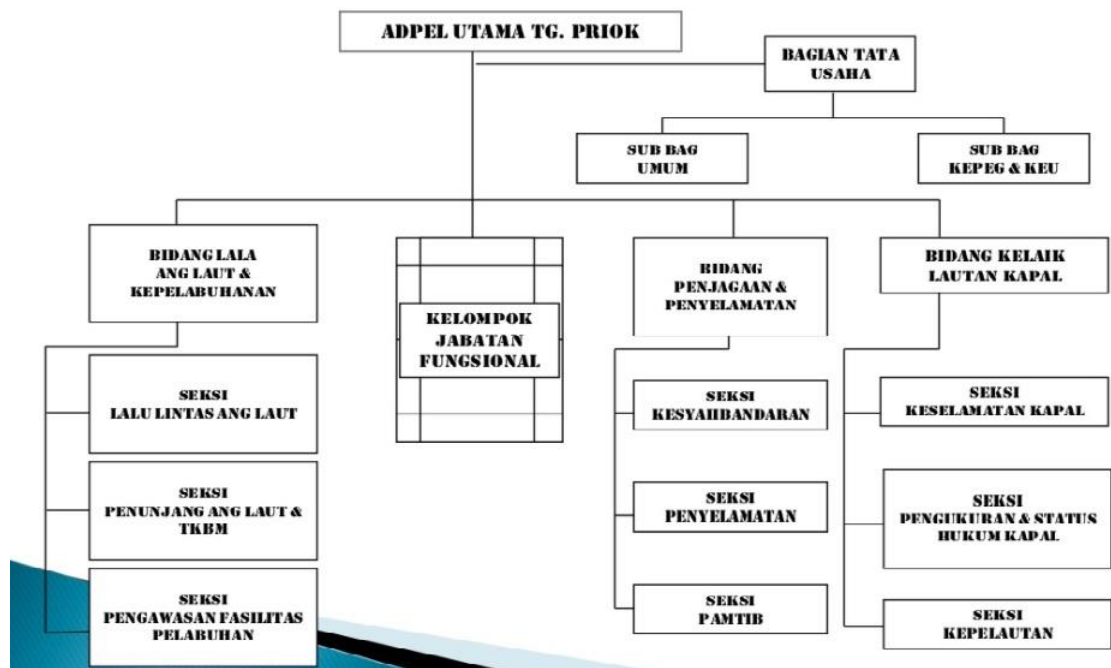 ADPEL UTAMA TG. PRIOK
BAGIAN TATA
USAHA
SUB BAG
UMUM
SUB BAG
KEPEG & KEU
BIDANG LALA
ANG LAUT &
KEPELABUHANAN
KELOMPOK
JABATAN
FUNGSIONAL
BIDANG
PENJAGAAN &
PENYELAMATAN
BIDANG KELAIK
LAUTAN KAPAL
SEKSI
LALU LINTAS ANG LAUT
SEKSI
PENUNJANG ANG LAUT &
TKBM
SEKSI
PENGAWASAN FASILITAS
PELABUHAN
SEKSI
KESYAHBANDARAN
SEKSI
PENYELAMATAN
SEKSI
PAMTIB
SEKSI
KESELAMATAN KAPAL
SEKSI
PENGUKURAN & STATUS
HUKUM KAPAL
SEKSI
KEPELAUTAN